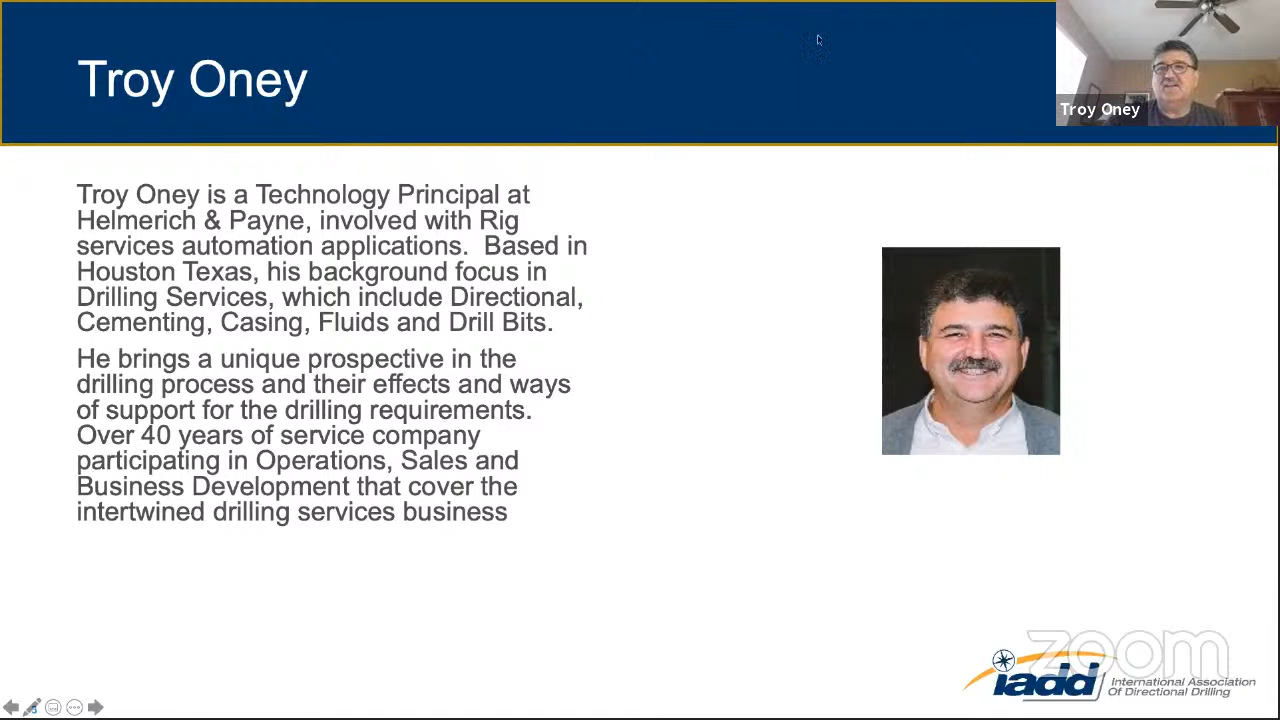 Troy Oney
Troy Oney
Troy Oney is a Technology Principal at
Helmerich & Payne, involved with Rig
services automation applications.  Based in
Houston Texas, his background focus in
Drilling Services, which include Directional,
Cementing, Casing, Fluids and Drill Bits.
He brings a unique prospective in the
drilling process and their effects and ways
of support for the drilling requirements.
Over 40 years of service company
participating in Operations, Sales and
Business Development that cover the
intertwined drilling services business
zoom
iadd
International Association
Of Directional Drilling